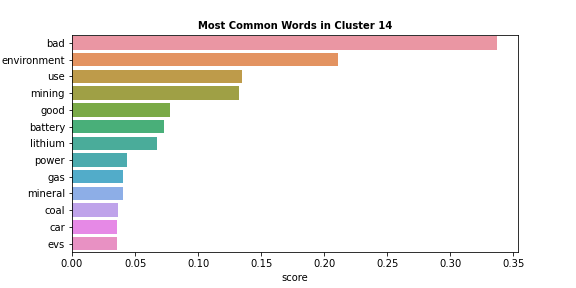 Most Common Words in Cluster 14
bad
environment
use
mining
good
battery
lithium
power
gas
mineral
coal
car
evs
0.00 0.05 0.10 0.15 0.20 0.25 0.30 0.35
score